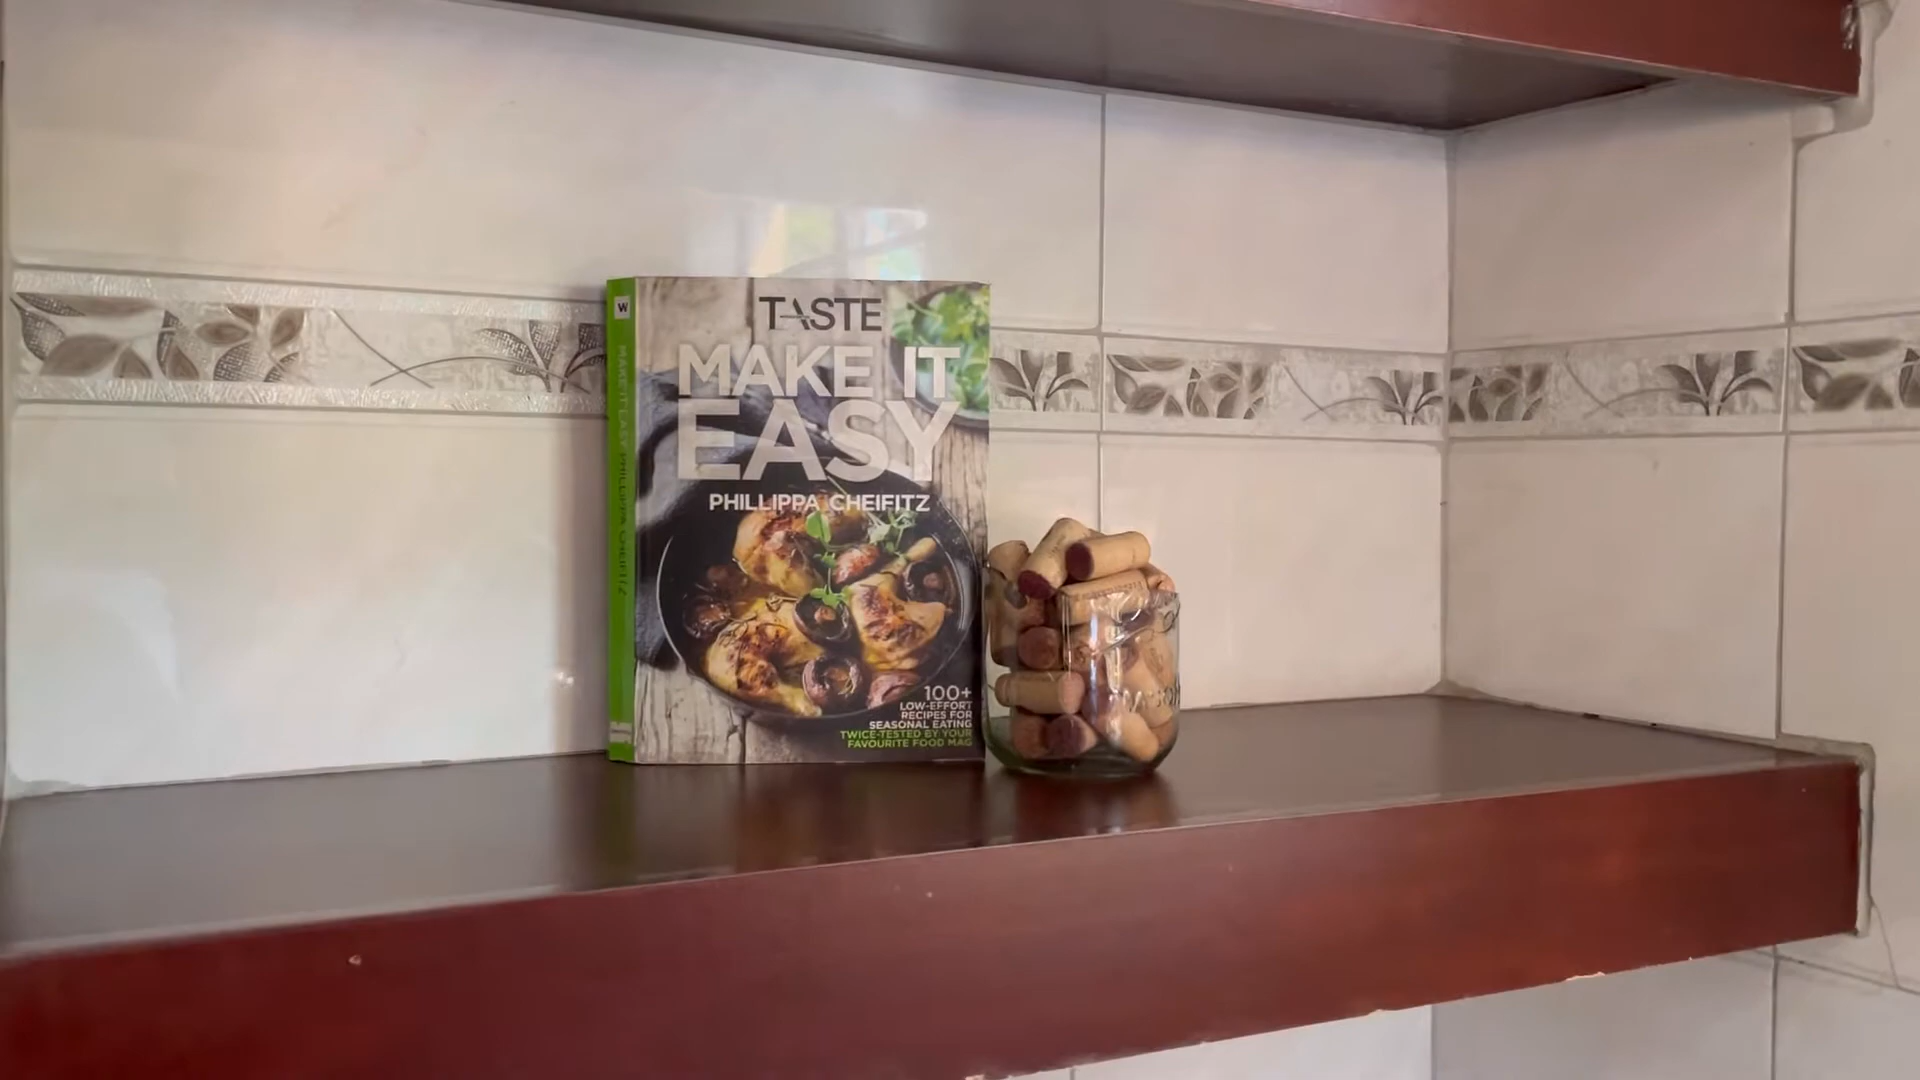 W
MAKE IT EASY PHILLIPPA CHEIFITZ
TASTE
MAKE IT
EASY
PHILLIPPA CHEIFITZ
100+
LOW-EFFORT
RECIPES FOR
SEASONAL EATING
TWICE-TESTED BY YOUR
FAVOURITE FOOD MAG